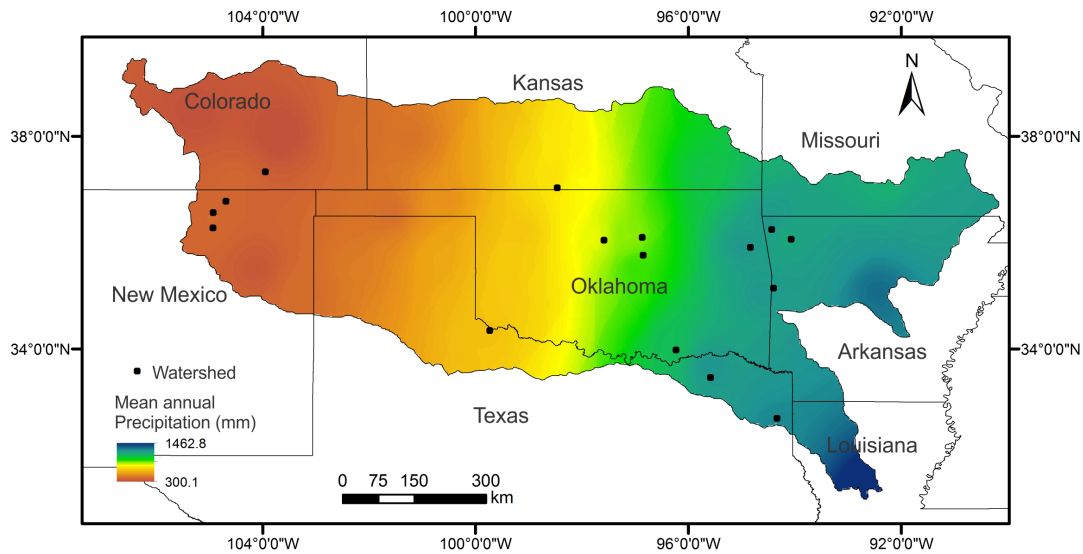 104°0'0"W 100°0'0"W 96°0'0"W 92°0'0"W
N
Kansas
Colorado
38°0'0"N 38°0'0"N
Missouri
Oklahoma
New Mexico
34°0'0"N 34°0'0"N
Arkansas
Watershed
Mean annual
Precipitation (mm)
Texas
1462.8
Louisiana
300.1
0 75 150 300
km
104°0'0"W 100°0'0"W 96°0'0"W 92°0'0"W